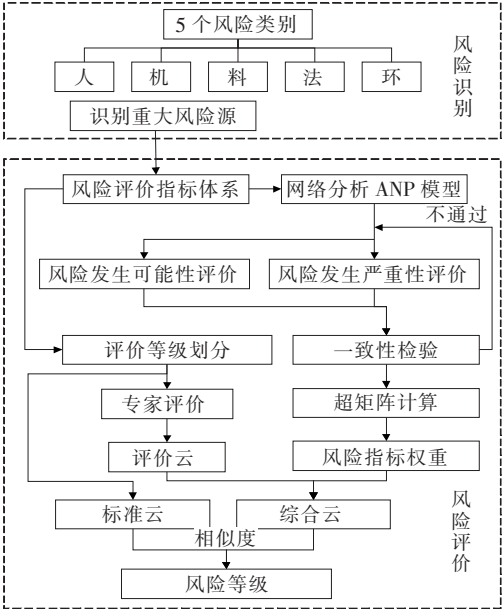 5 个风险类别
人 机 料 法 环
识别重大风险源
风险识别
风险评价指标体系
网络分析 ANP 模型
不通过
风险发生可能性评价
风险发生严重性评价
评价等级划分
一致性检验
专家评价
超矩阵计算
评价云
风险指标权重
标准云
综合云
相似度
风险等级
风险评价